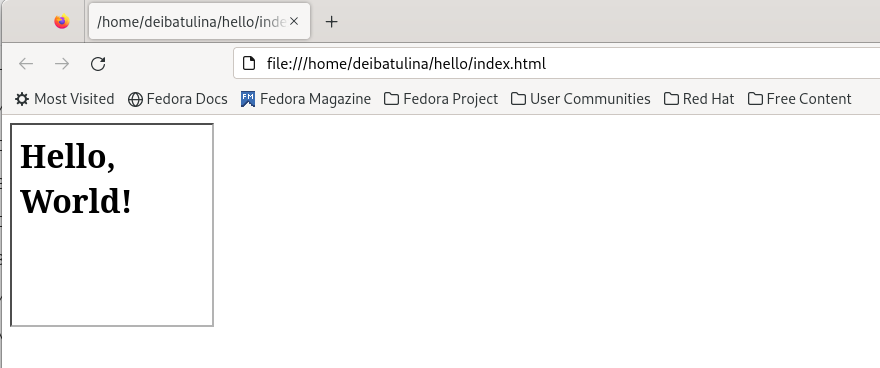 /home/deibatulina/hello/inde
file:///home/deibatulina/hello/index.html
Most Visited Fedora Docs FM Fedora Magazine Fedora Project User Communities Red Hat Free Content
Hello,
World!